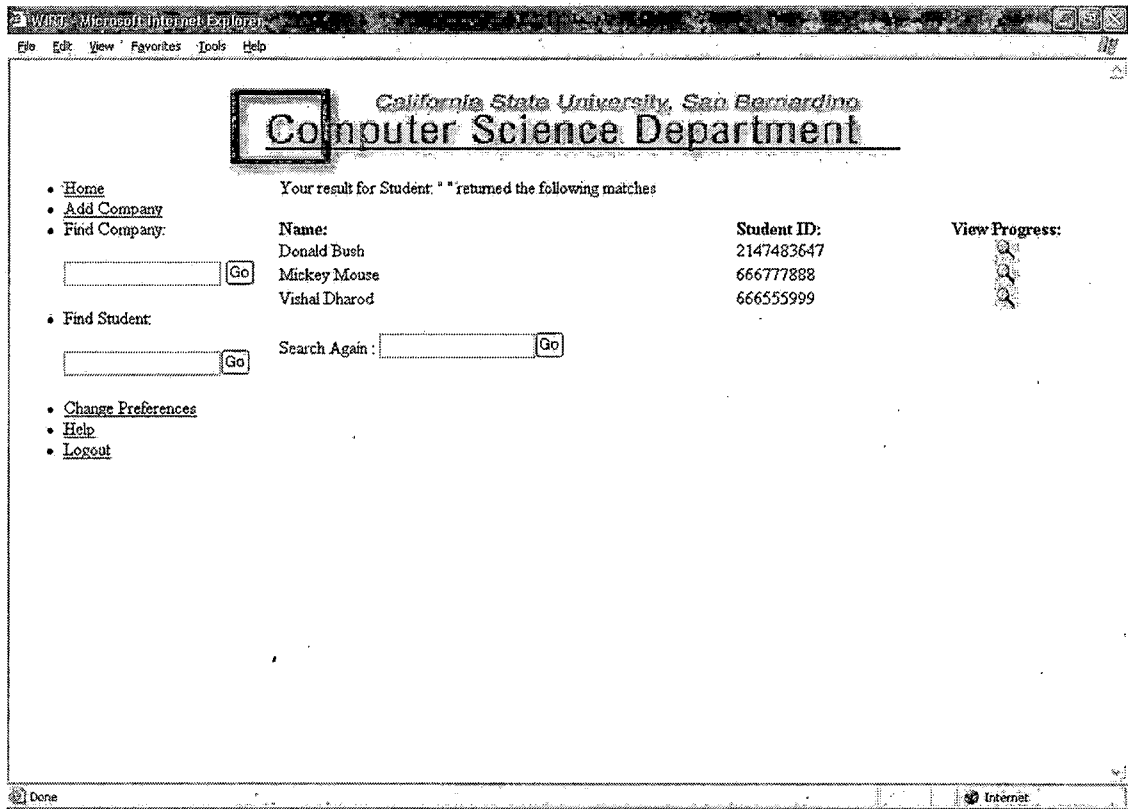 WIRT - Microsoft Internet Explorer
File Edit View Favorites Tools Help
California State University, San Bernardino
Computer Science Department
• Home
• Add Company
• Find Company:
Go
• Find Student:
Go
• Change Preferences
• Help
• Logout
Your result for Student: " " returned the following matches
Name: Student ID: View Progress:
Donald Bush 2147483647
Mickey Mouse 666777888
Vishal Dharod 666555999
Search Again : Go
Done Internet